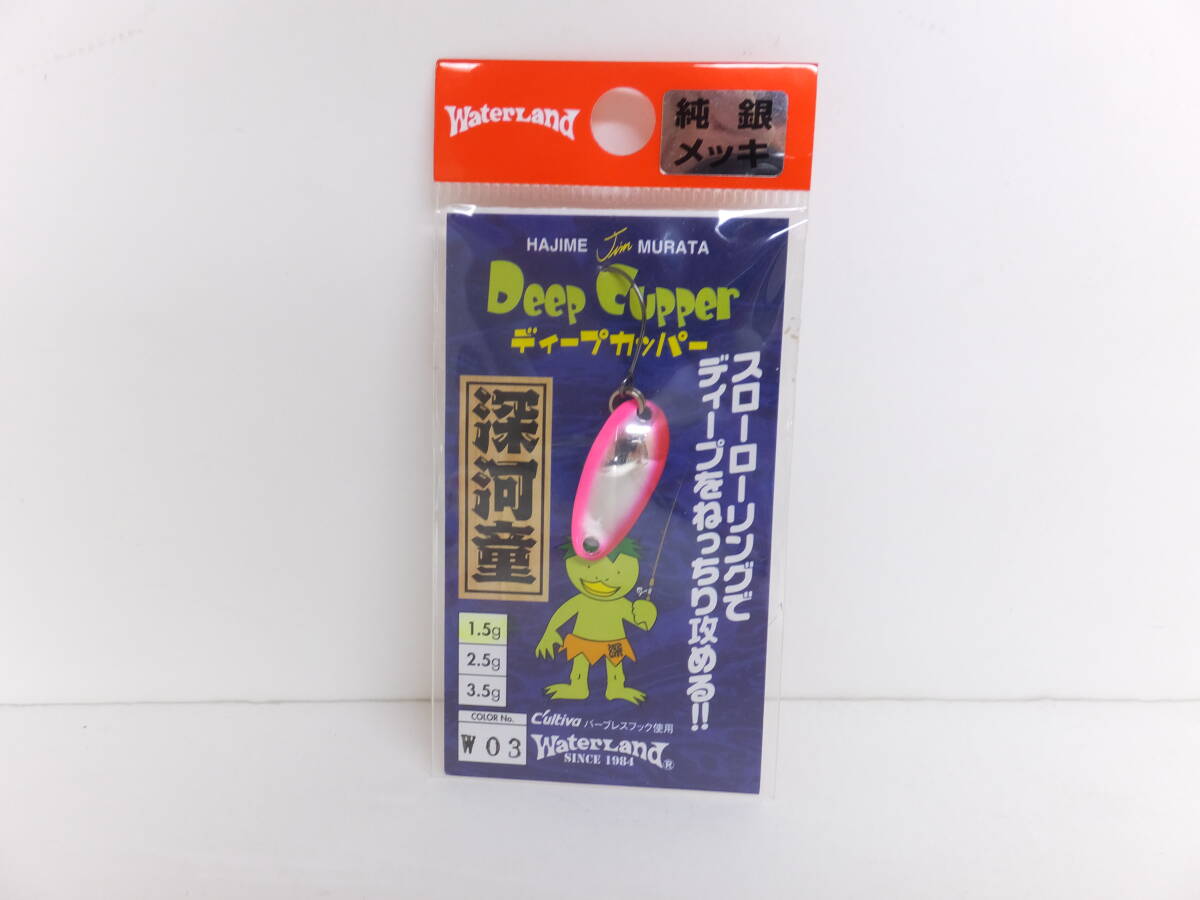 WaterLand
純銀
メッキ
HAJIME Jim MURATA
Deep Cupper
ディープカッパー
スローローリングで
ディープをねっちり攻める!!
深河童
深
1.5g
2.5g
3.5g
COLOR No.
W03
C'ultiva バーブレスフック使用
WaterLand®
SINCE 1984